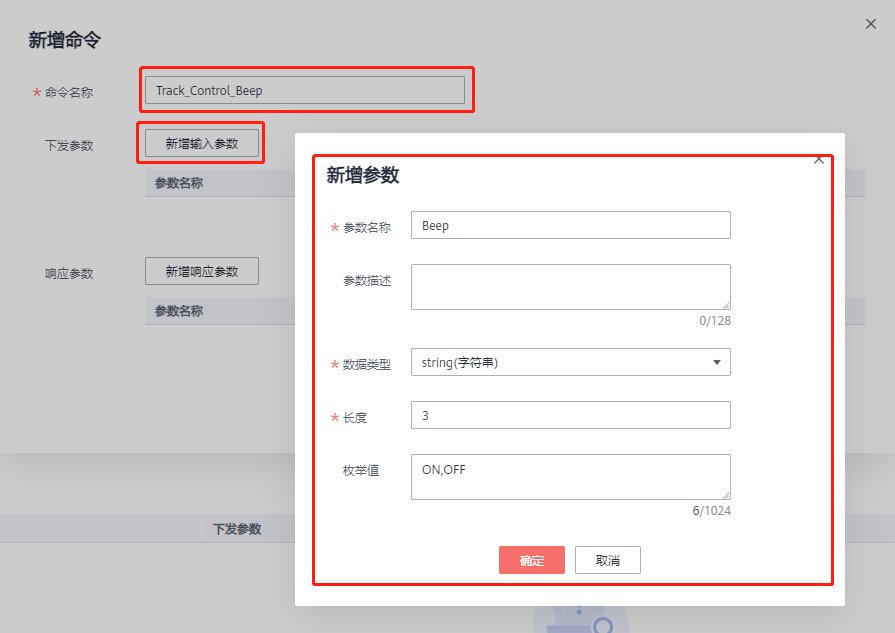 新增命令
* 命令名称
Track_Control_Beep
下发参数
新增输入参数
参数名称
响应参数
新增响应参数
参数名称
下发参数
新增参数
* 参数名称
Beep
参数描述
0/128
* 数据类型
string(字符串)
* 长度
3
枚举值
ON,OFF
6/1024
确定
取消